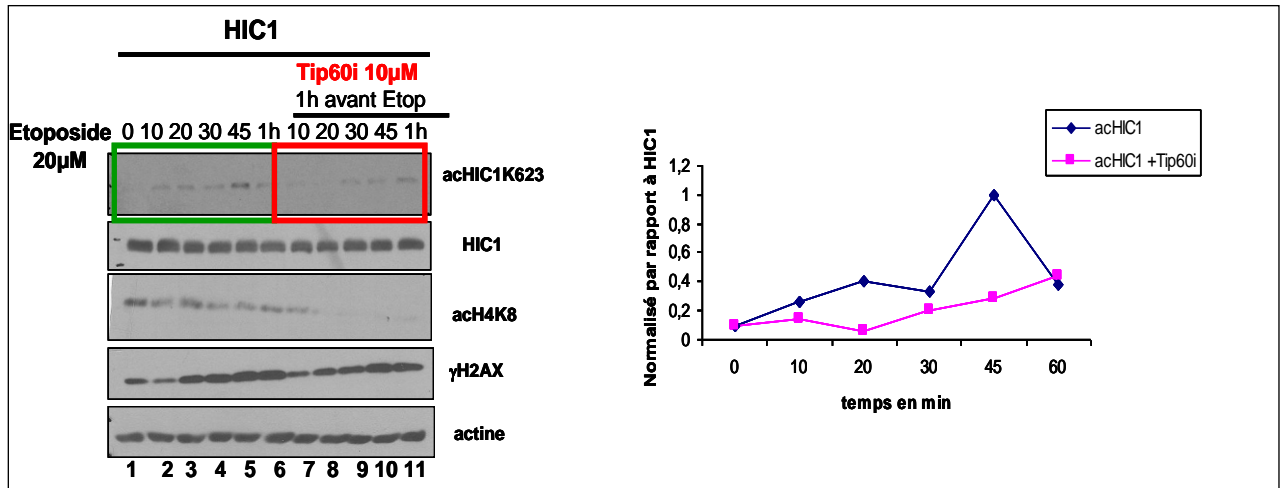 HIC1
Tip60i 10µM
1h avant Etop
Etoposide 0 10 20 30 45 1h 10 20 30 45 1h
20µM
acHIC1K623
HIC1
acH4K8
γH2AX
actine
1 2 3 4 5 6 7 8 9 10 11
acHIC1
acHIC1 +Tip60i
Normalisé par rapport à HIC1
1,2
1
0,8
0,6
0,4
0,2
0
0 10 20 30 45 60
temps en min